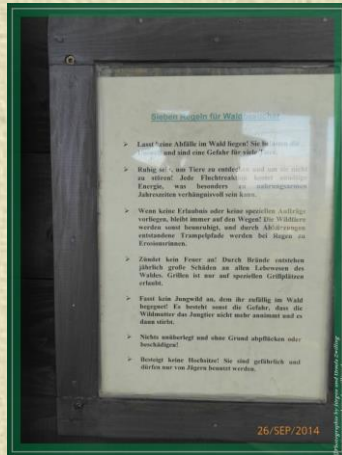 Sieben Regeln für Waldbesucher
Lasst keine Abfälle im Wald liegen! Sie
und sind eine Gefahr für viele Tiere.
Ruhig sein, um Tiere zu entdecken und um sie nicht
zu stören! Jede Fluchtreaktion kostet unnötige
Energie, was besonders zu nahrungsarmen
Jahreszeiten verhängnisvoll sein kann.
Wenn keine Erlaubnis oder keine speziellen Aufträge
vorliegen, bleibt immer auf den Wegen! Die Wildtiere
werden sonst beunruhigt, und durch Abkürzungen
entstandene Trampelpfade werden bei Regen zu
Erosionsrinnen.
Zündet kein Feuer an! Durch Brände entstehen
jährlich große Schäden an allen Lebewesen des
Waldes. Grillen ist nur auf speziellen Grillplätzen
erlaubt.
Fasst kein Jungwild an, dem ihr zufällig im Wald
begegnet! Es besteht sonst die Gefahr, dass die
Wildmutter das Jungtier nicht mehr annimmt und es
dann stirbt.
Nichts unüberlegt und ohne Grund abpflücken oder
beschädigen!
Besteigt keine Hochsitze! Sie sind gefährlich und
dürfen nur von Jägern benutzt werden.
26/SEP/2014